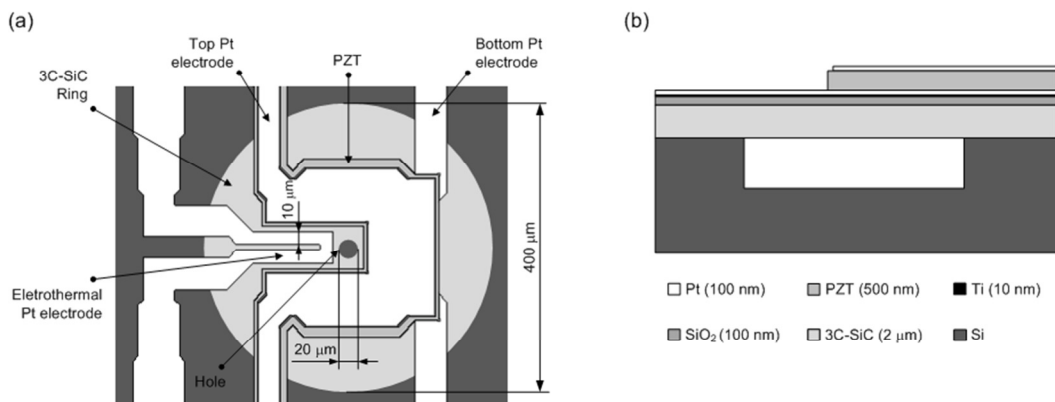 (a)
Top Pt
electrode
PZT
Bottom Pt
electrode
3C-SiC
Ring
10 μm
400 μm
Eletrothermal
Pt electrode
20 μm
Hole
(b)
Pt (100 nm)
PZT (500 nm)
Ti (10 nm)
SiO₂ (100 nm)
3C-SiC (2 μm)
Si